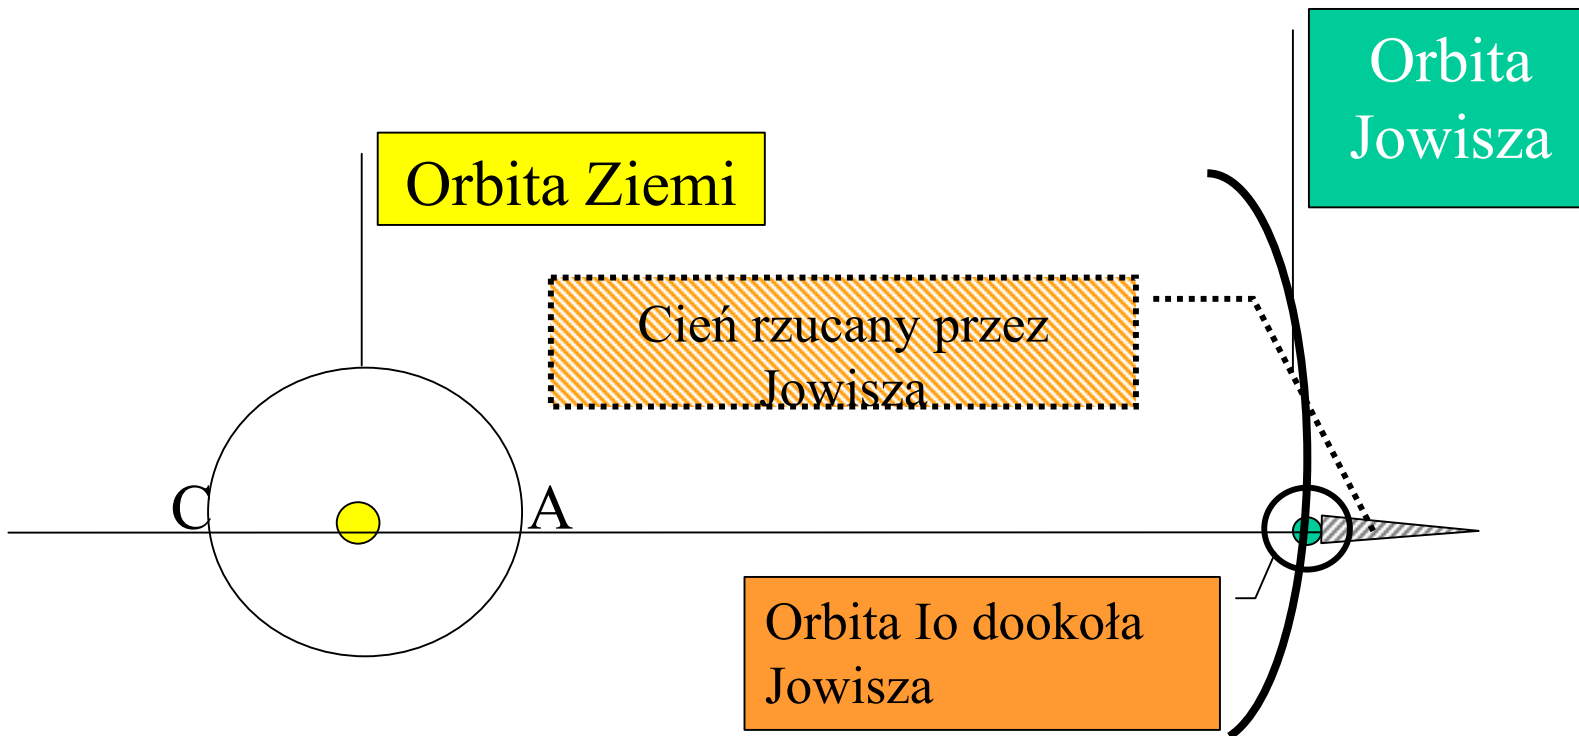 Orbita
Jowisza
Orbita Ziemi
Cień rzucany przez
Jowisza
C
A
Orbita Io dookoła
Jowisza